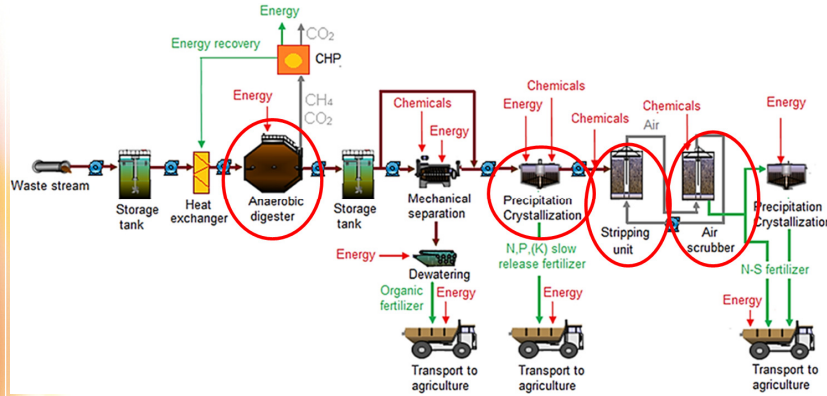 Energy
CO2
Energy recovery
CHP
Energy
CH4
CO2
Chemicals
Energy
Energy
Chemicals
Chemicals
Air
Chemicals
Energy
Waste stream
Storage
tank
Heat
exchanger
Anaerobic
digester
Storage
tank
Mechanical
separation
Precipitation
Crystallization
Stripping
unit
Air
scrubber
Precipitation
Crystallization
Energy
Dewatering
N,P,(K) slow
release fertilizer
N-S fertilizer
Organic
fertilizer
Energy
Energy
Energy
Transport to
agriculture
Transport to
agriculture
Transport to
agriculture